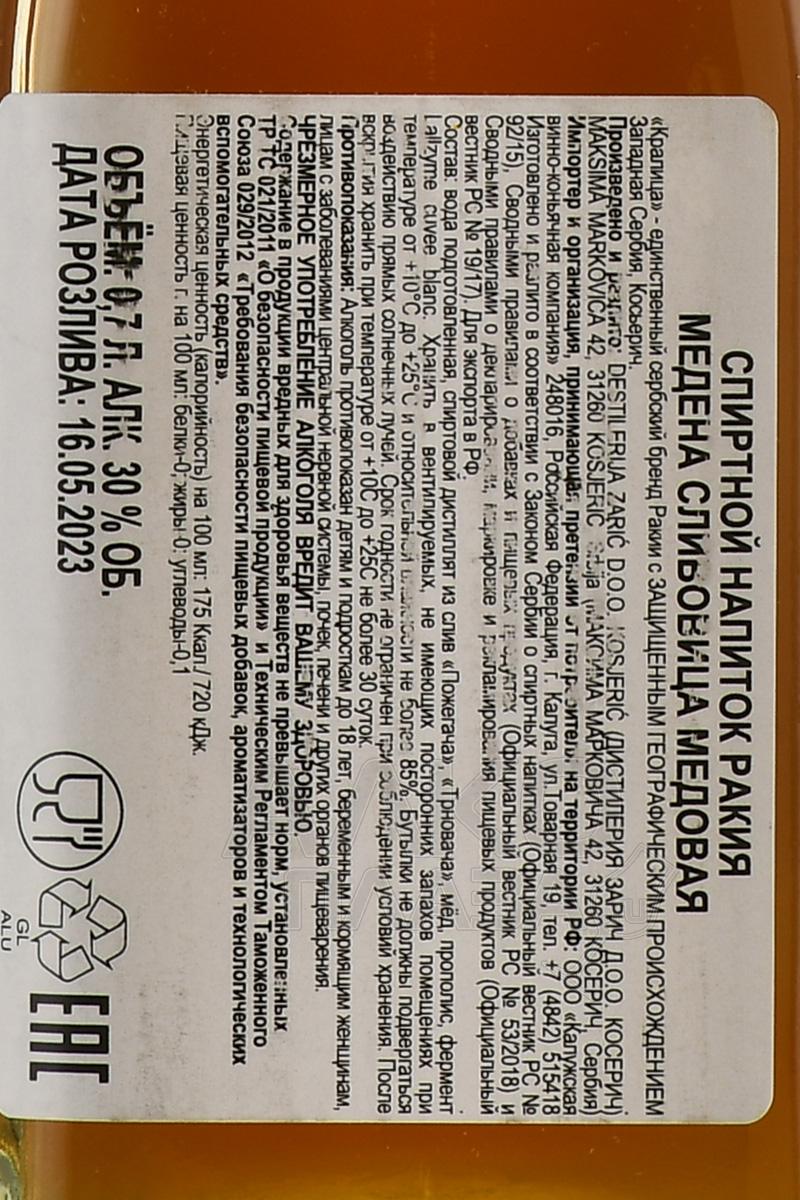 СПИРТНОЙ НАПИТОК РАКИЯ
МЕДЕНА СЛИВОВИЦА МЕДОВАЯ
«Крапица» - единственный сербский бренд Ракии с ЗАЩИЩЕННЫМ ГЕОГРАФИЧЕСКИМ ПРОИСХОЖДЕНИЕМ
Западная Сербия, Косьерич.
Произведено и разлито: DESTILERIJA ZARIĆ D.O.O. KOSJERIĆ (ДИСТИЛЕРИЯ ЗАРИЧ Д.О.О. КОСЕРИЧ)
MAKSIMA MARKOVIĆA 42, 31260 KOSJERIĆ, (МАКСИМА МАРКОВИЧА 42, 31260 КОСЕРИЧ, Сербия)
Импортер и организация, принимающая претензии от потребителей на территории РФ: ООО «Калужская
винно-коньячная компания» 248016, Российская Федерация, г. Калуга, ул.Товарная 19, тел. +7 (4842) 515418
Изготовлено и разлито в соответствии с Законом Сербии о спиртных напитках (Официальный вестник РС №
92/15), Сводными правилами о добавках и пищевых продуктах (Официальный вестник РС № 53/2018) и
Сводными правилами о декларировании, маркировке и рекламировании пищевых продуктов (Официальный
вестник РС № 19/17). Для экспорта в РФ.
Состав: вода подготовленная, спиртовой дистиллят из слив «Пожегача», «Трновача», мёд, прополис, фермент
Lallzyme cuvee blanc. Хранить в вентилируемых, не имеющих посторонних запахов помещениях при
температуре от +10°С до +25°С и относительной влажности не более 85%. Бутылки не должны подвергаться
воздействию прямых солнечных лучей. Срок годности не ограничен при соблюдении условий хранения. После
вскрытия хранить при температуре от +10С до +25С не более 30 суток.
Противопоказания: Алкоголь противопоказан детям и подросткам до 18 лет, беременным и кормящим женщинам,
лицам с заболеваниями центральной нервной системы, почек, печени и других органов пищеварения.
ЧРЕЗМЕРНОЕ УПОТРЕБЛЕНИЕ АЛКОГОЛЯ ВРЕДИТ ВАШЕМУ ЗДОРОВЬЮ.
Содержание в продукции вредных для здоровья веществ не превышает норм, установленных
ТР ТС 021/2011 «О безопасности пищевой продукции» и Техническим Регламентом Таможенного
Союза 029/2012 «Требования безопасности пищевых добавок, ароматизаторов и технологических
вспомогательных средств».
Энергетическая ценность (калорийность) на 100 мл: 175 Ккал./ 720 кДж.
Пищевая ценность г. на 100 мл: белки-0; жиры-0; углеводы-0,1
ОБЪЁМ: 0,7 Л. АЛК. 30 % ОБ.
ДАТА РОЗЛИВА: 16.05.2023
EAC
GL
ALU